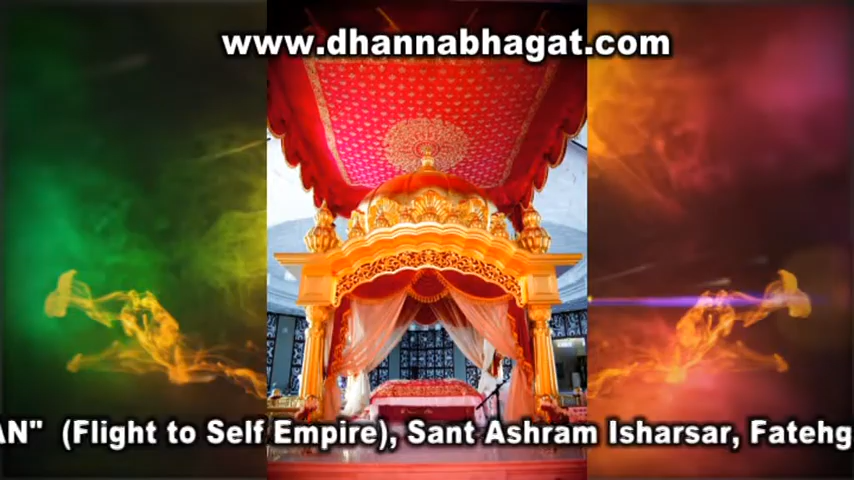 www.dhannabhagat.com
AN" (Flight to Self Empire), Sant Ashram Isharsar, Fatehg